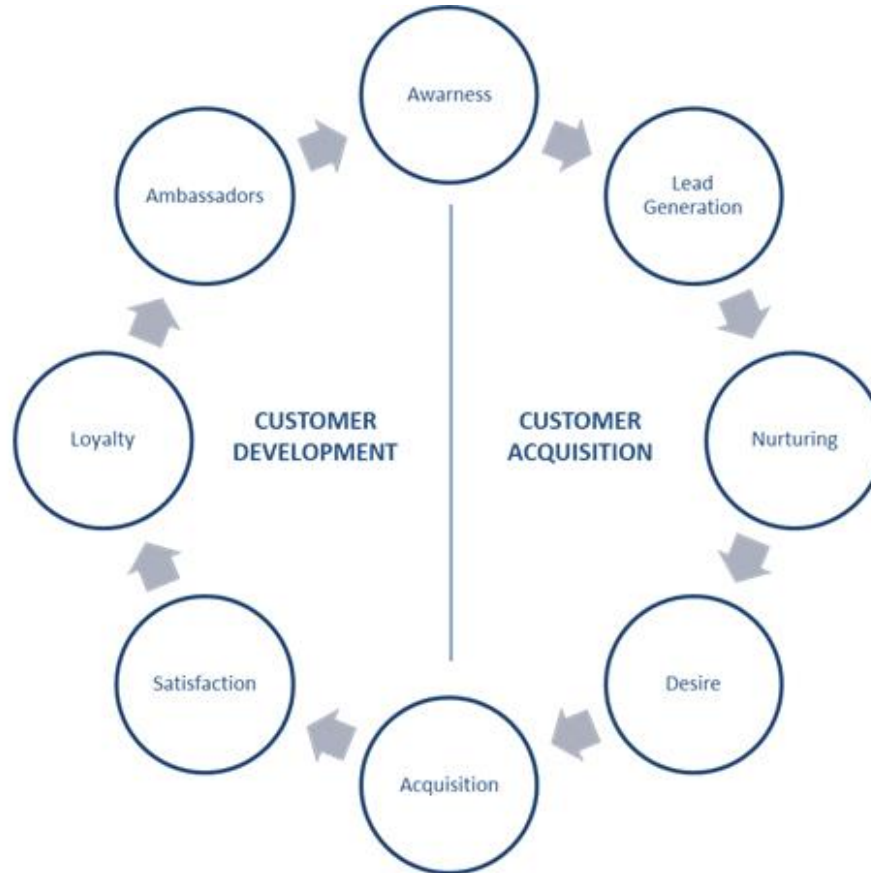 Awarness
Lead
Generation
Nurturing
Desire
Acquisition
Satisfaction
Loyalty
Ambassadors
CUSTOMER
DEVELOPMENT
CUSTOMER
ACQUISITION